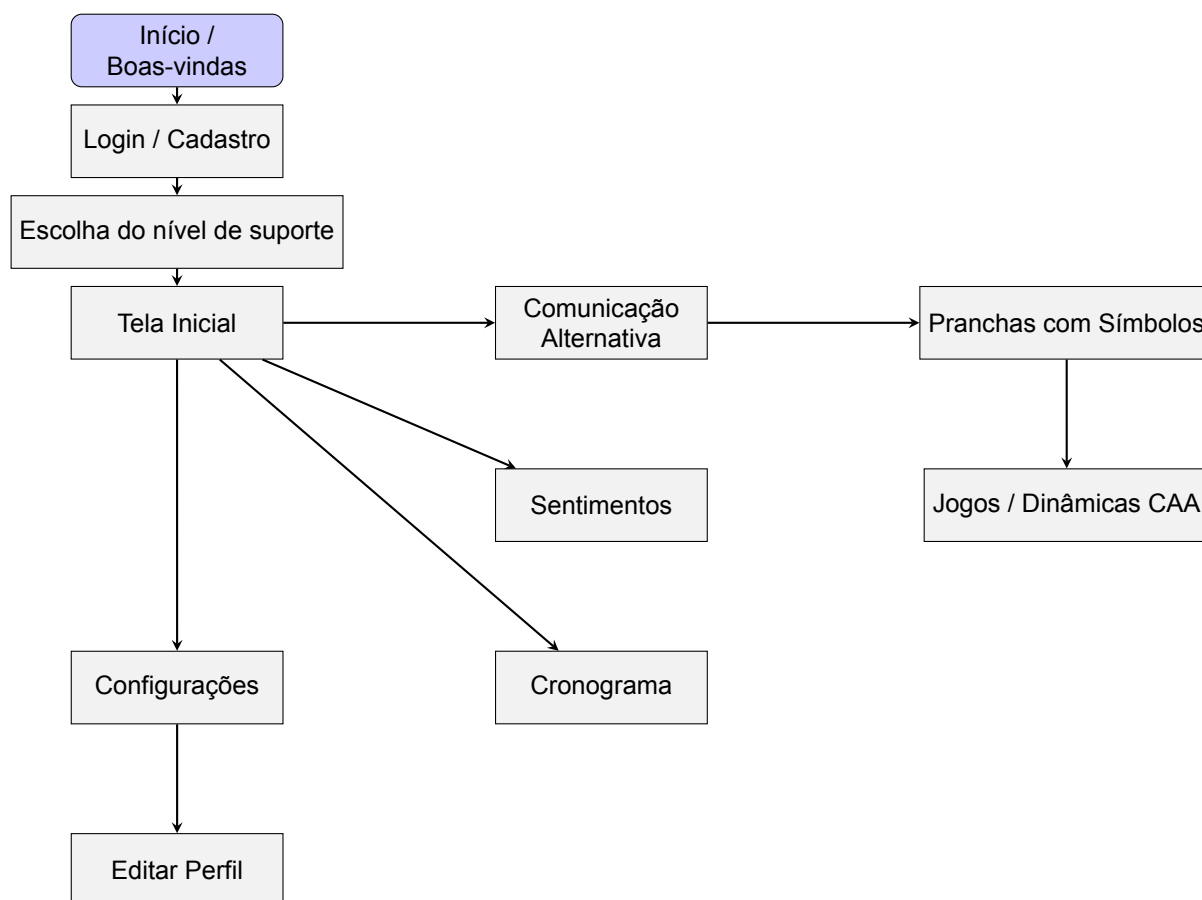 Início /
Boas-vindas
Login / Cadastro
Escolha do nível de suporte
Tela Inicial
Comunicação
Alternativa
Pranchas com Símbolos
Sentimentos
Jogos / Dinâmicas CAA
Configurações
Cronograma
Editar Perfil